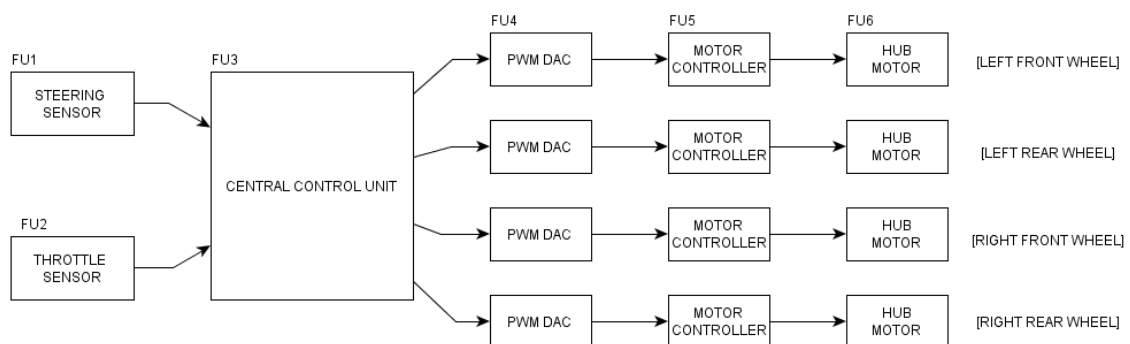 FU1
STEERING
SENSOR
FU2
THROTTLE
SENSOR
FU3
CENTRAL CONTROL UNIT
FU4
FU5
FU6
PWM DAC
MOTOR
CONTROLLER
HUB
MOTOR
[LEFT FRONT WHEEL]
PWM DAC
MOTOR
CONTROLLER
HUB
MOTOR
[LEFT REAR WHEEL]
PWM DAC
MOTOR
CONTROLLER
HUB
MOTOR
[RIGHT FRONT WHEEL]
PWM DAC
MOTOR
CONTROLLER
HUB
MOTOR
[RIGHT REAR WHEEL]